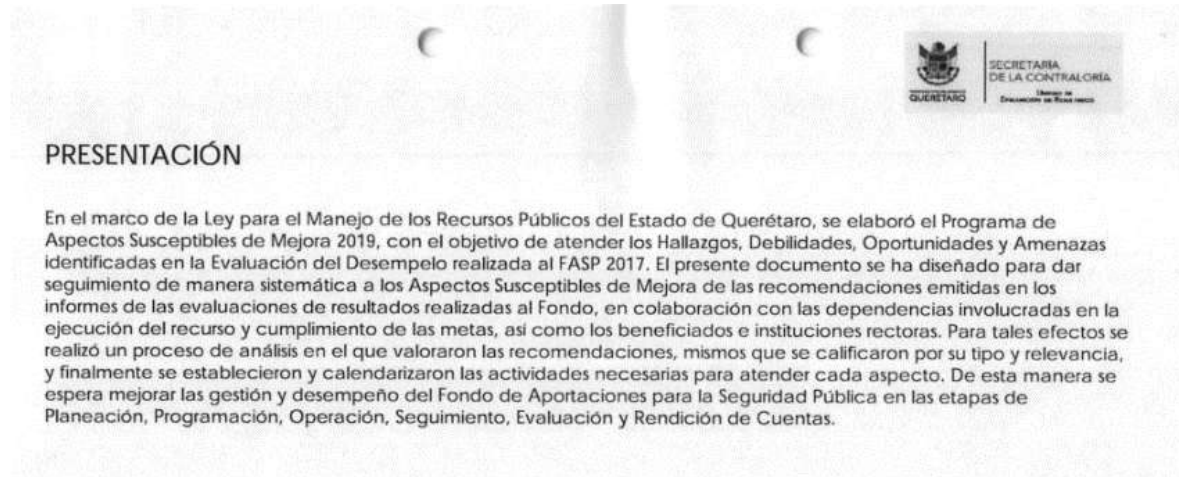 QUERÉTARO
SECRETARÍA
DE LA CONTRALORÍA
Unidad de
Evaluación de Resultados
PRESENTACIÓN
En el marco de la Ley para el Manejo de los Recursos Públicos del Estado de Querétaro, se elaboró el Programa de
Aspectos Susceptibles de Mejora 2019, con el objetivo de atender los Hallazgos, Debilidades, Oportunidades y Amenazas
identificadas en la Evaluación del Desempelo realizada al FASP 2017. El presente documento se ha diseñado para dar
seguimiento de manera sistemática a los Aspectos Susceptibles de Mejora de las recomendaciones emitidas en los
informes de las evaluaciones de resultados realizadas al Fondo, en colaboración con las dependencias involucradas en la
ejecución del recurso y cumplimiento de las metas, así como los beneficiados e instituciones rectoras. Para tales efectos se
realizó un proceso de análisis en el que valoraron las recomendaciones, mismos que se calificaron por su tipo y relevancia,
y finalmente se establecieron y calendarizaron las actividades necesarias para atender cada aspecto. De esta manera se
espera mejorar las gestión y desempeño del Fondo de Aportaciones para la Seguridad Pública en las etapas de
Planeación, Programación, Operación, Seguimiento, Evaluación y Rendición de Cuentas.